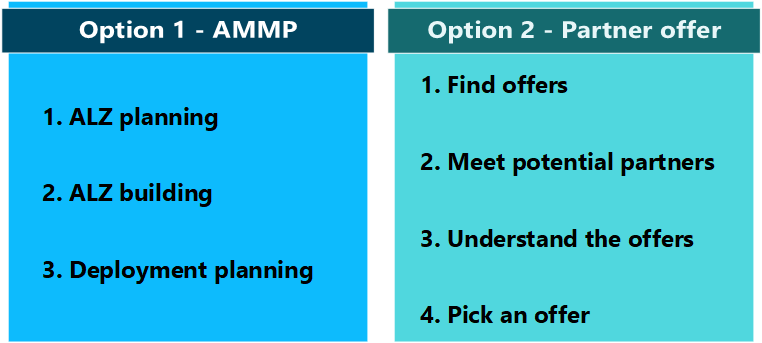 Option 1 - AMMP
1. ALZ planning
2. ALZ building
3. Deployment planning
Option 2 - Partner offer
1. Find offers
2. Meet potential partners
3. Understand the offers
4. Pick an offer